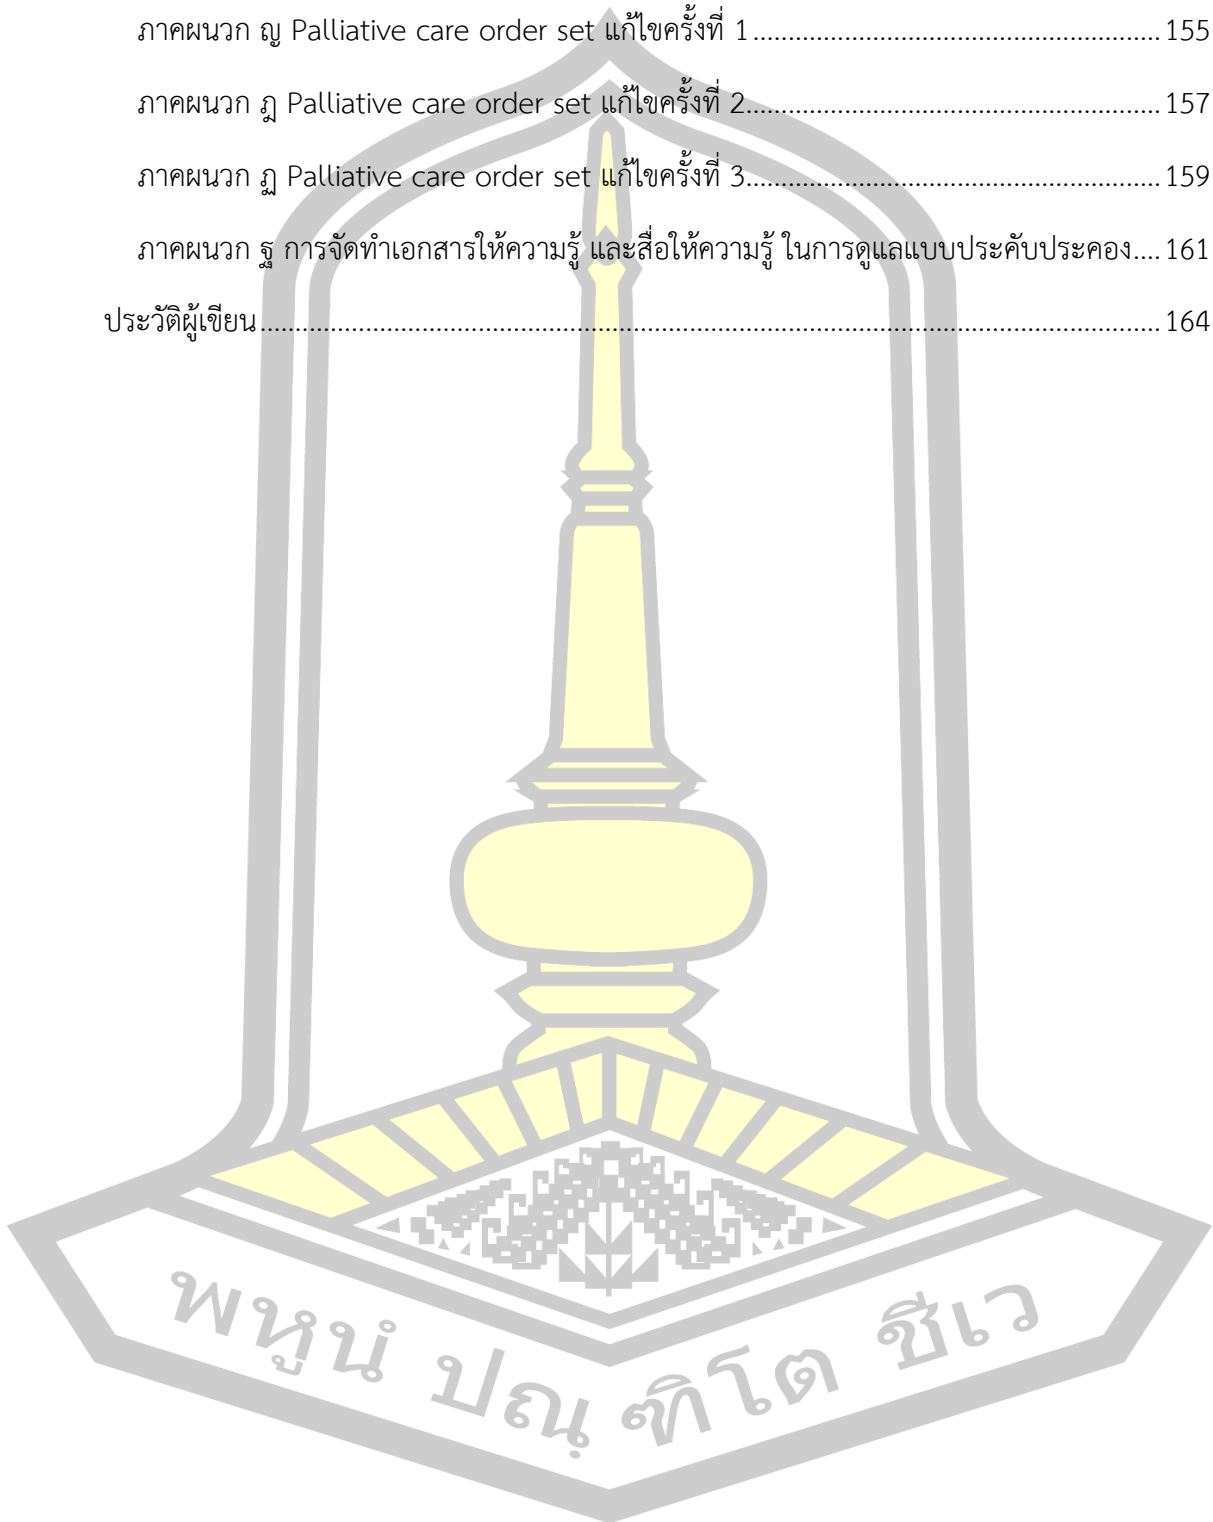 ภาคผนวก ญ Palliative care order set แก้ไขครั้งที่ 1.......................................................................... 155
ภาคผนวก ฎ Palliative care order set แก้ไขครั้งที่ 2.......................................................................... 157
ภาคผนวก ฏ Palliative care order set แก้ไขครั้งที่ 3.......................................................................... 159
ภาคผนวก ฐ การจัดทำเอกสารให้ความรู้ และสื่อให้ความรู้ ในการดูแลแบบประคับประคอง.... 161
ประวัติผู้เขียน.................................................................................................................................. 164
พหูนํ ปณฺฑิโต ชีเว